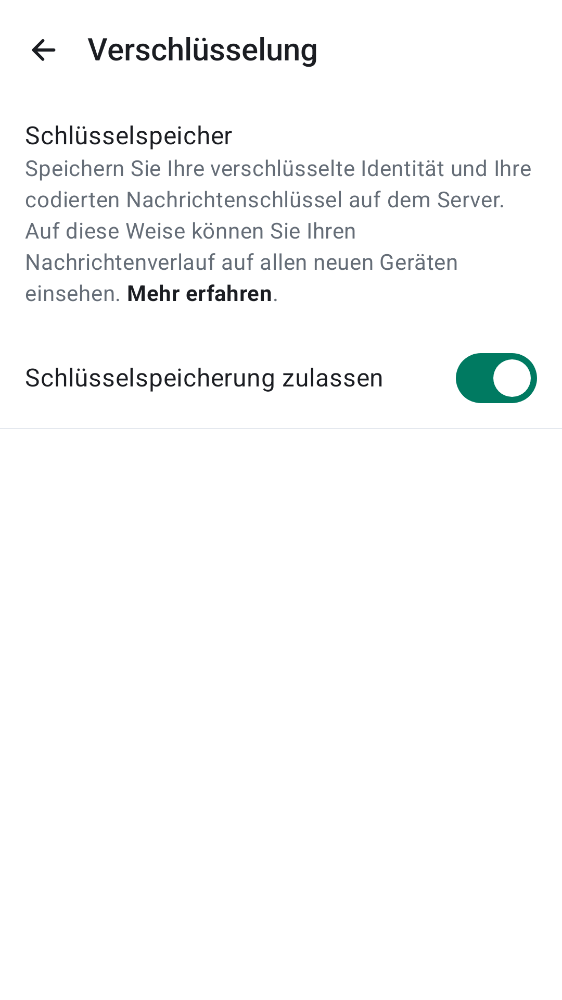 Verschlüsselung
Schlüsselspeicher
Speichern Sie Ihre verschlüsselte Identität und Ihre
codierten Nachrichtenschlüssel auf dem Server.
Auf diese Weise können Sie Ihren
Nachrichtenverlauf auf allen neuen Geräten
einsehen. Mehr erfahren.
Schlüsselspeicherung zulassen